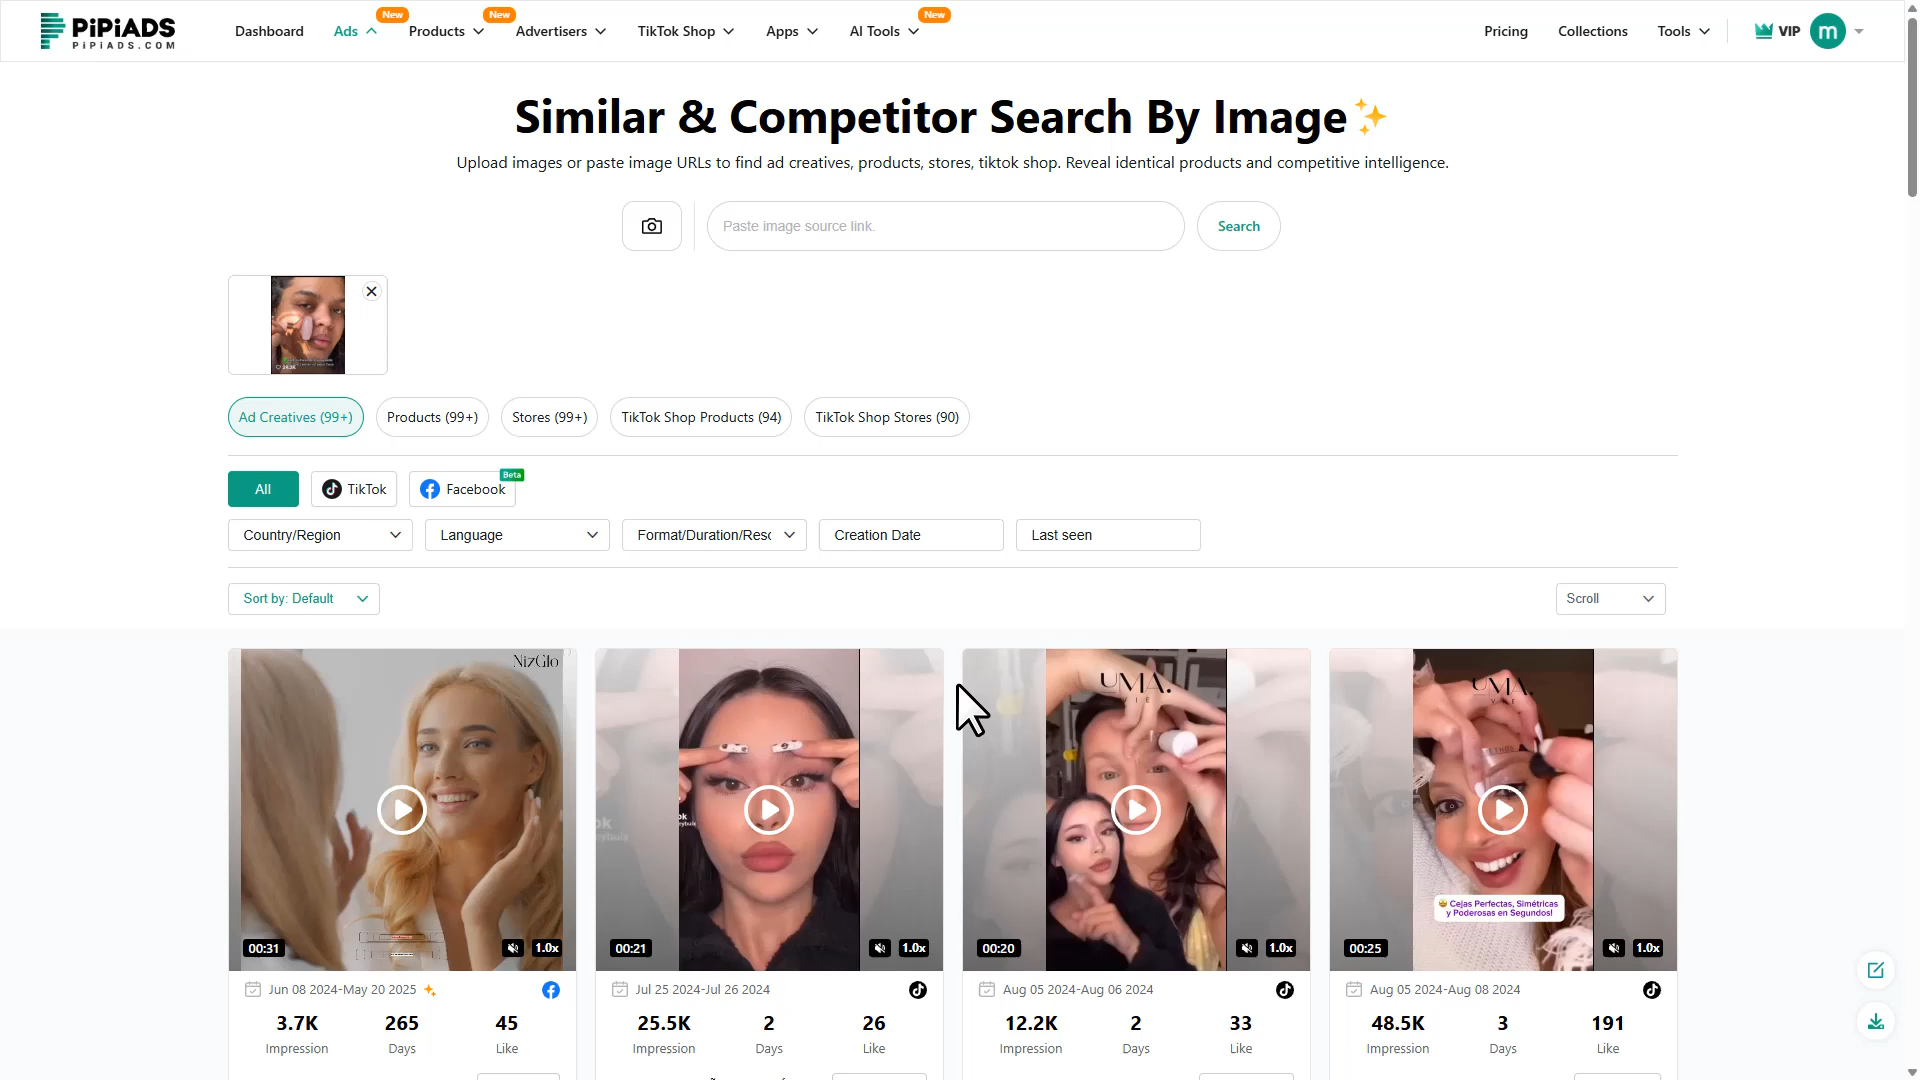 PiPiADS
PiPiADS.COM
Dashboard
Ads
New
Products
New
Advertisers
TikTok Shop
Apps
AI Tools
New
Pricing
Collections
Tools
VIP
m
Similar & Competitor Search By Image
Upload images or paste image URLs to find ad creatives, products, stores, tiktok shop. Reveal identical products and competitive intelligence.
Paste image source link.
Search
Ad Creatives (99+)
Products (99+)
Stores (99+)
TikTok Shop Products (94)
TikTok Shop Stores (90)
All
TikTok
Facebook
Beta
Country/Region
Language
Format/Duration/Resc
Creation Date
Last seen
Sort by: Default
Scroll
NizGlo
00:31
1.0x
00:21
1.0x
UMA.
VIE
00:20
1.0x
UMA.
Cejas Perfectas, Simétricas
y Poderosas en Segundos!
00:25
1.0x
Jun 08 2024-May 20 2025
3.7K
265
45
Impression
Days
Like
Jul 25 2024-Jul 26 2024
25.5K
2
26
Impression
Days
Like
Aug 05 2024-Aug 06 2024
12.2K
2
33
Impression
Days
Like
Aug 05 2024-Aug 08 2024
48.5K
3
191
Impression
Days
Like